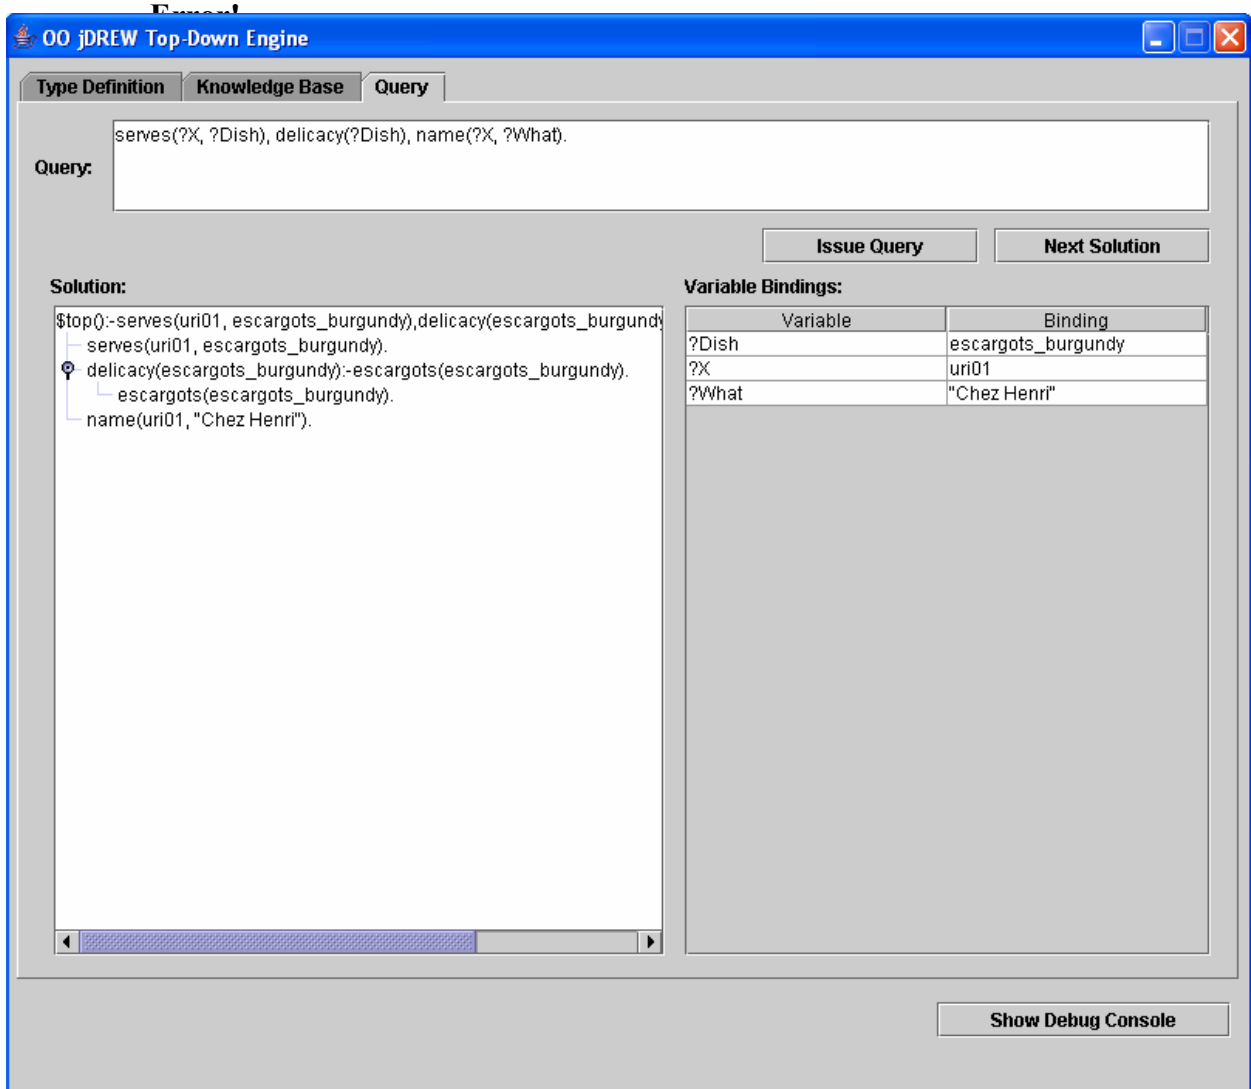 Error!
OO jDREW Top-Down Engine
Type Definition Knowledge Base Query
Query:
serves(?X, ?Dish), delicacy(?Dish), name(?X, ?What).
Issue Query Next Solution
Solution: Variable Bindings:
$top():-serves(uri01, escargots_burgundy),delicacy(escargots_burgundy
serves(uri01, escargots_burgundy).
delicacy(escargots_burgundy):-escargots(escargots_burgundy).
escargots(escargots_burgundy).
name(uri01, "Chez Henri").
Variable Binding
?Dish escargots_burgundy
?X uri01
?What "Chez Henri"
Show Debug Console